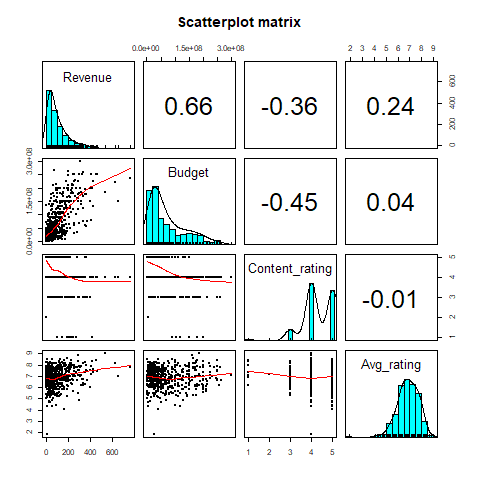 Scatterplot matrix
0.0e+00 1.5e+08 3.0e+08 2 3 4 5 6 7 8 9
Revenue 0.66 -0.36 0.24
0 200 400 600 800
Budget -0.45 0.04
0.0e+00 1.5e+08 3.0e+08
Content_rating -0.01
1 2 3 4 5
Avg_rating
2 3 4 5 6 7 8 9
0 200 400 600 1 2 3 4 5